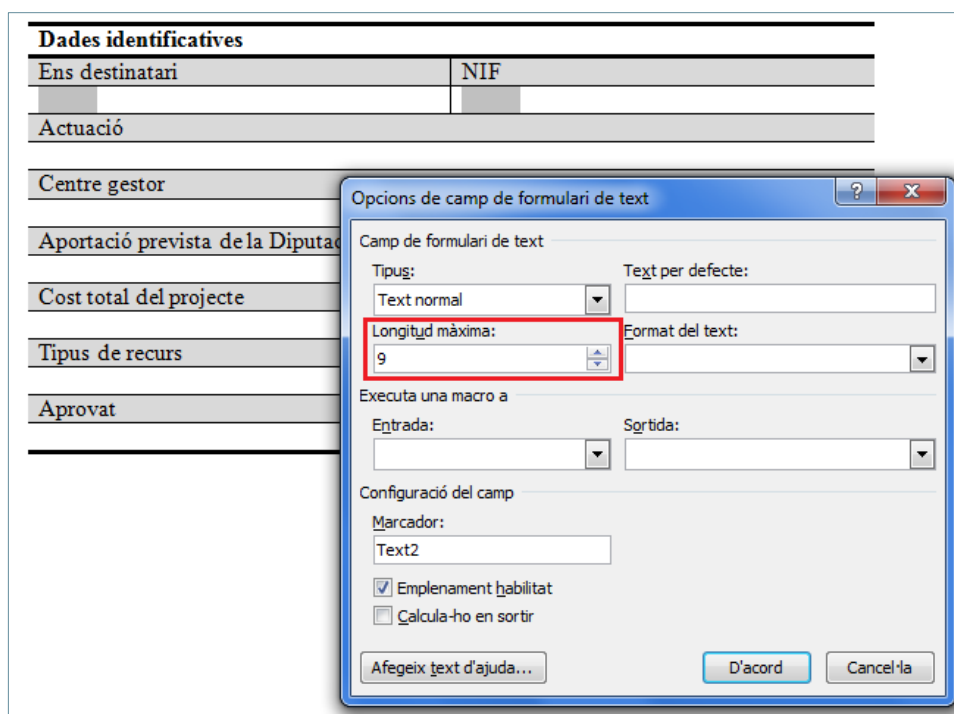 Dades identificatives
Ens destinatari NIF
Actuació
Centre gestor
Aportació prevista de la Diputac
Cost total del projecte
Tipus de recurs
Aprovat
Opcions de camp de formulari de text
Camp de formulari de text
Tipus: Text per defecte:
Text normal
Longitud màxima: Format del text:
9
Executa una macro a
Entrada: Sortida:
Configuració del camp
Marcador:
Text2
Emplenament habilitat
Calcula-ho en sortir
Afegeix text d'ajuda... D'acord Cancel·la